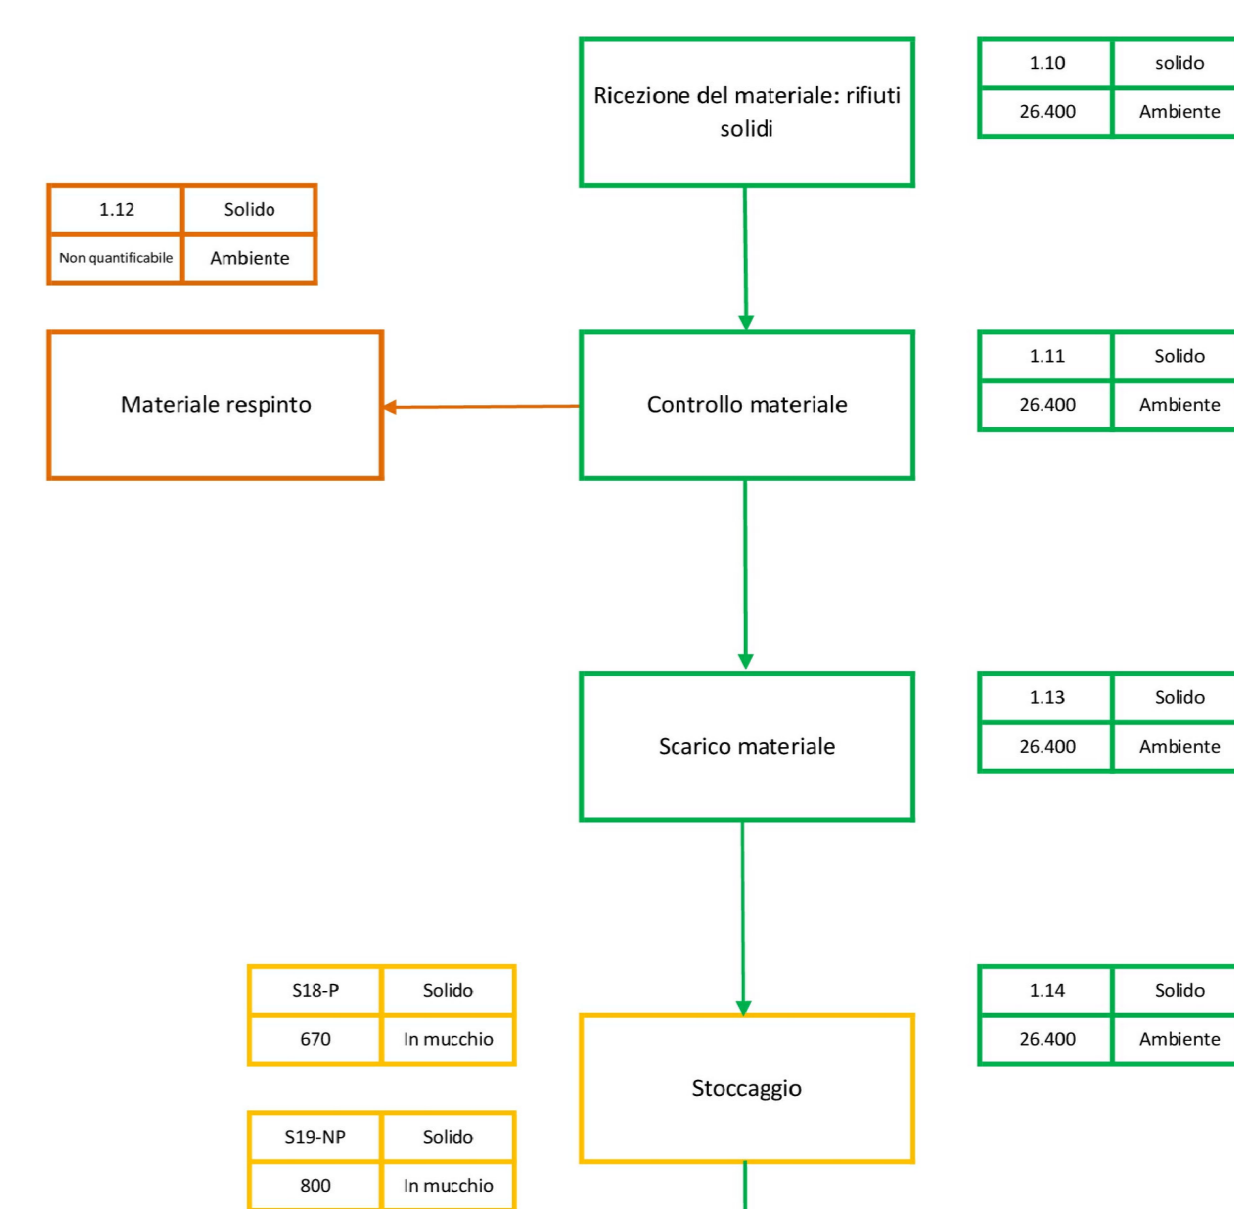 Ricezione del materiale: rifiuti
solidi
1.10 solido
26.400 Ambiente
1.12 Solido
Non quantificabile Ambiente
Materiale respinto
Controllo materiale
1.11 Solido
26.400 Ambiente
Scarico materiale
1.13 Solido
26.400 Ambiente
S18-P Solido
670 In mucchio
Stoccaggio
1.14 Solido
26.400 Ambiente
S19-NP Solido
800 In mucchio